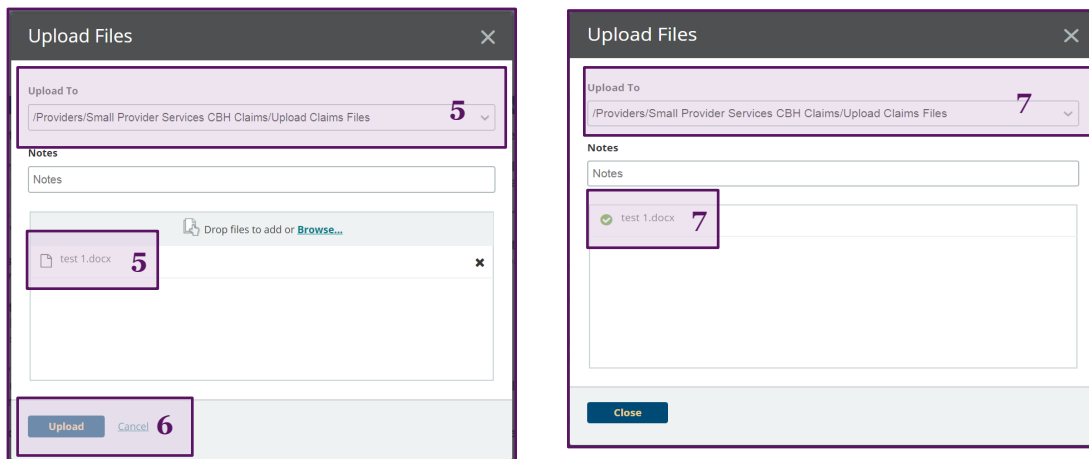 Upload Files
Upload To
/Providers/Small Provider Services CBH Claims/Upload Claims Files
5
Notes
Notes
Drop files to add or Browse...
test 1.docx
5
Upload
Cancel
6
Upload Files
Upload To
/Providers/Small Provider Services CBH Claims/Upload Claims Files
7
Notes
Notes
test 1.docx
7
Close